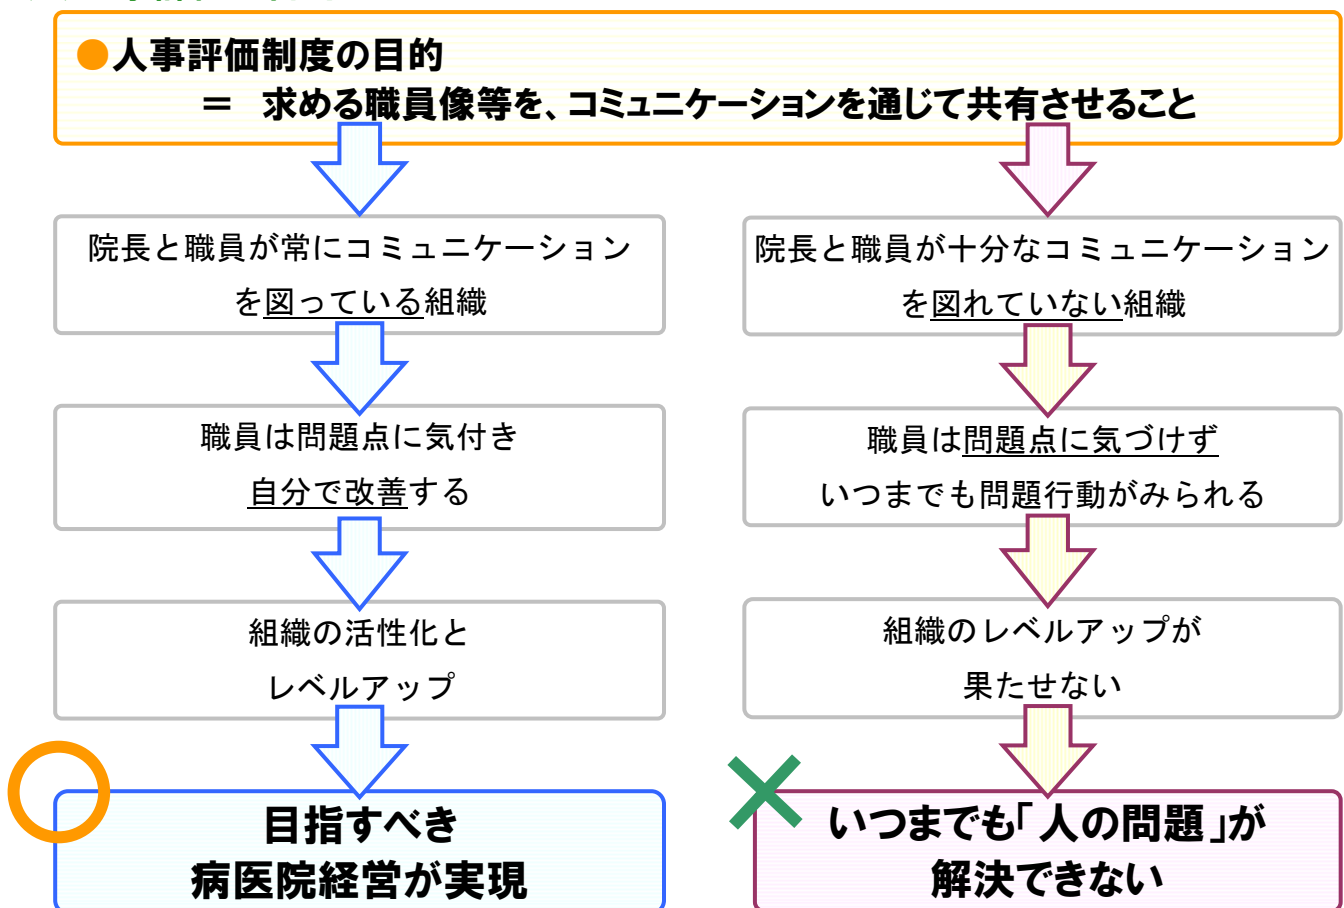 ●人事評価制度の目的
＝ 求める職員像等を、コミュニケーションを通じて共有させること
院長と職員が常にコミュニケーション
を図っている組織
職員は問題点に気付き
自分で改善する
組織の活性化と
レベルアップ
目指すべき
病医院経営が実現
院長と職員が十分なコミュニケーション
を図れていない組織
職員は問題点に気づけず
いつまでも問題行動がみられる
組織のレベルアップが
果たせない
いつまでも「人の問題」が
解決できない